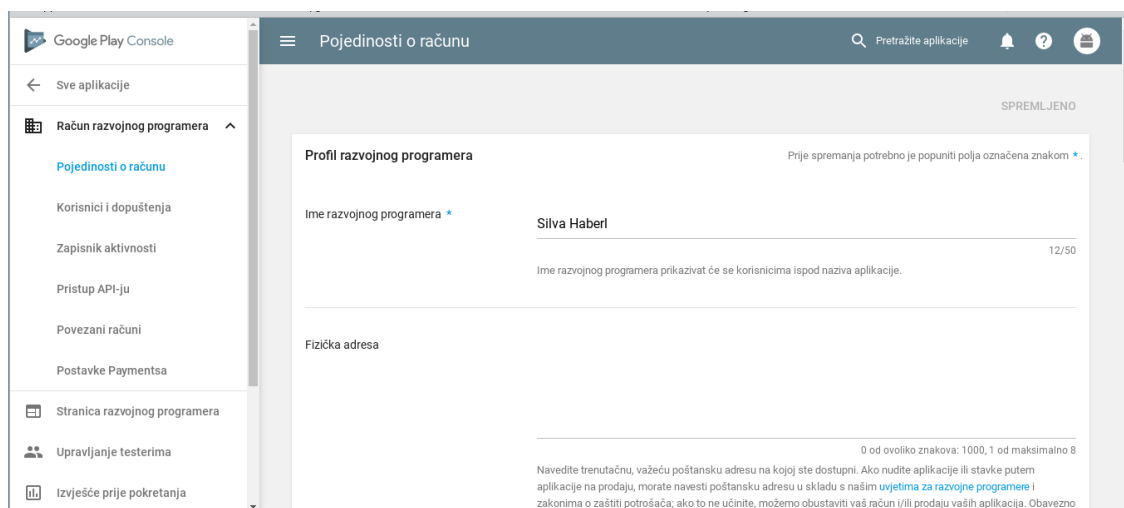 Google Play Console
Pojedinosti o računu
Pretražite aplikacije
Sve aplikacije
SPREMLJENO
Račun razvojnog programera
Pojedinosti o računu
Korisnici i dopuštenja
Zapisnik aktivnosti
Pristup API-ju
Povezani računi
Postavke Paymentsa
Stranica razvojnog programera
Upravljanje testerima
Izvješće prije pokretanja
Profil razvojnog programera
Prije spremanja potrebno je popuniti polja označena znakom * .
Ime razvojnog programera *
Silva Haberl
12/50
Ime razvojnog programera prikazivat će se korisnicima ispod naziva aplikacije.
Fizička adresa
0 od ovoliko znakova: 1000, 1 od maksimalno 8
Navedite trenutačnu, važeću poštansku adresu na kojoj ste dostupni. Ako nudite aplikacije ili stavke putem
aplikacije na prodaju, morate navesti poštansku adresu u skladu s našim uvjetima za razvojne programere i
zakonima o zaštiti potrošača; ako to ne učinite, možemo obustaviti vaš račun i/ili prodaju vaših aplikacija. Obavezno